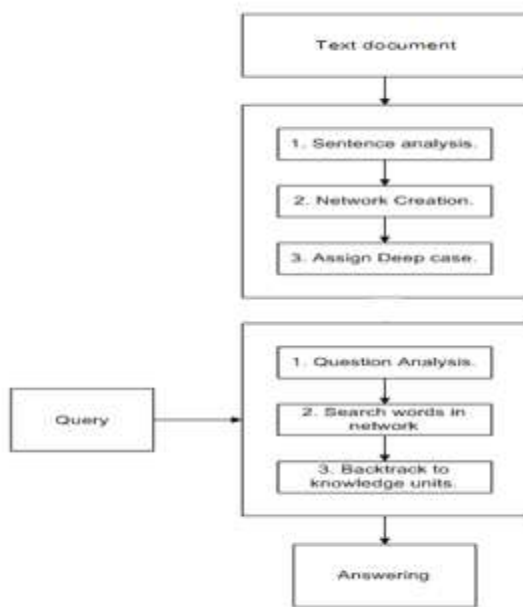 Text document
1. Sentence analysis.
2. Network Creation.
3. Assign Deep case.
1. Question Analysis.
Query
2. Search words in
network
3. Backtrack to
knowledge units.
Answering